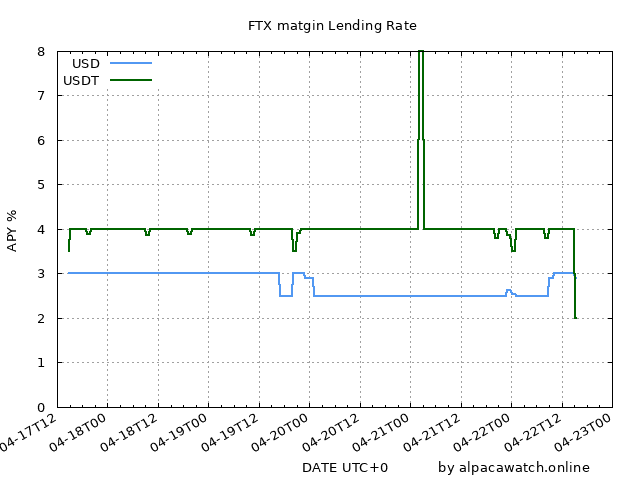 FTX matgin Lending Rate
USD
USDT
APY %
8
7
6
5
4
3
2
1
0
04-17T12
04-18T00
04-18T12
04-19T00
04-19T12
04-20T00
04-20T12
04-21T00
04-21T12
04-22T00
04-22T12
04-23T00
DATE UTC+0
by alpacawatch.online